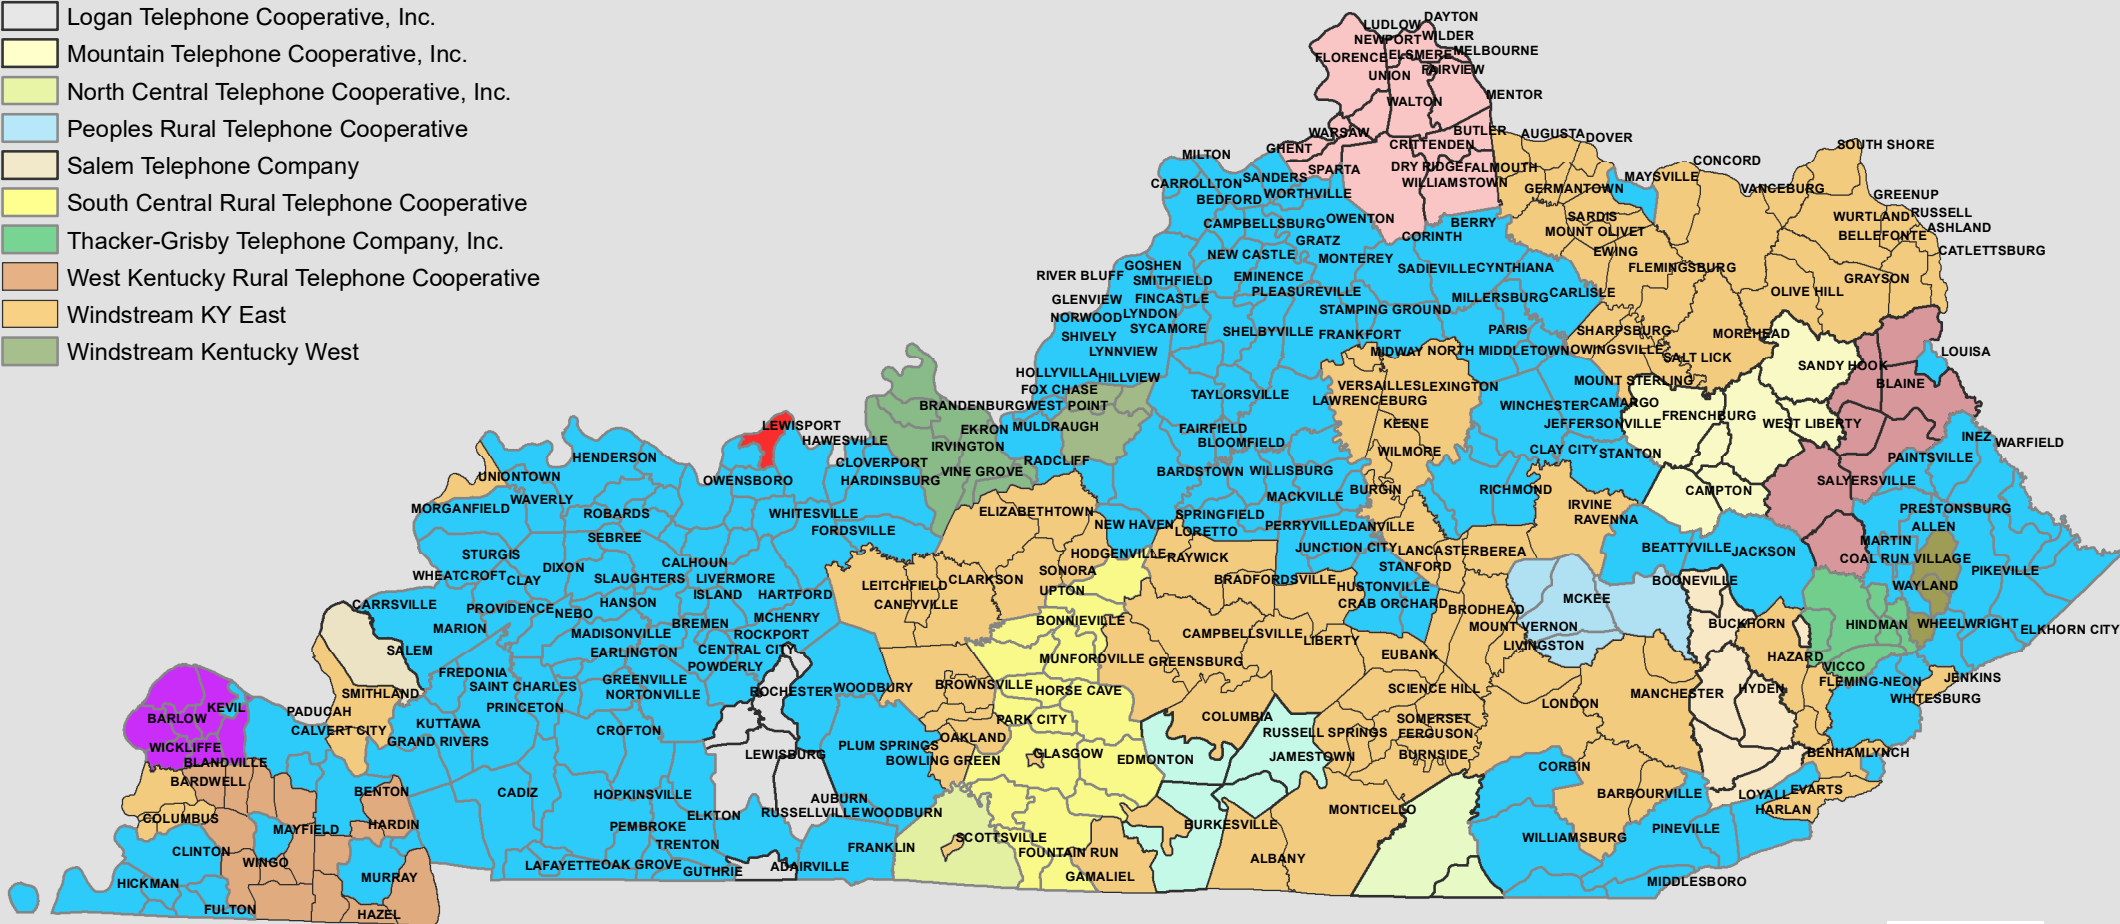 Logan Telephone Cooperative, Inc.
Mountain Telephone Cooperative, Inc.
North Central Telephone Cooperative, Inc.
Peoples Rural Telephone Cooperative
Salem Telephone Company
South Central Rural Telephone Cooperative
Thacker-Grisby Telephone Company, Inc.
West Kentucky Rural Telephone Cooperative
Windstream KY East
Windstream Kentucky West
LUDLOW
DAYTON
NEWPORT
WILDER
FLORENCE
ELSMERE
MELBOURNE
UNION
FAIRVIEW
WALTON
MENTOR
WARSAW
BUTLER
AUGUSTA
DOVER
GHENT
CRITTENDEN
SOUTH SHORE
MILTON
SPARTA
DRY RIDGE
FALMOUTH
CONCORD
CARROLLTON
SANDERS
WILLIAMSTOWN
MAYSVILLE
BEDFORD
WORTHVILLE
GERMANTOWN
VANCEBURG
GREENUP
CAMPBELLSBURG
OWENTON
BERRY
SARDIS
WURTLAND
RUSSELL
GRATZ
CORINTH
MOUNT OLIVET
BELLEFONTE
ASHLAND
NEW CASTLE
MONTEREY
EWING
CATLETTSBURG
RIVER BLUFF
GOSHEN
SMITHFIELD
EMINENCE
SADIEVILLE
CYNTHIANA
FLEMINGSBURG
GRAYSON
GLENVIEW
FINCASTLE
PLEASUREVILLE
MILLERSBURG
CARLISLE
OLIVE HILL
NORWOOD
LYNDON
STAMPING GROUND
SHIVELY
SYCAMORE
SHELBYVILLE
FRANKFORT
PARIS
SHARPSBURG
MOREHEAD
LYNNVIEW
MIDWAY
NORTH MIDDLETOWN
OWINGSVILLE
SALT LICK
LOUISA
HOLLYVILLA
HILLVIEW
SANDY HOOK
FOX CHASE
VERSAILLES
LEXINGTON
MOUNT STERLING
BLAINE
BRANDENBURG
WEST POINT
TAYLORSVILLE
LAWRENCEBURG
WINCHESTER
CAMARGO
FRENCHBURG
LEWISPORT
EKRON
MULDRAUGH
FAIRFIELD
KEENE
JEFFERSONVILLE
WEST LIBERTY
HAWESVILLE
IRVINGTON
BLOOMFIELD
WILMORE
CLAY CITY
STANTON
INEZ
WARFIELD
HENDERSON
CLOVERPORT
VINE GROVE
RADCLIFF
BARDSTOWN
WILLISBURG
PAINTSVILLE
UNIONTOWN
OWENSBORO
HARDINSBURG
MACKVILLE
BURGIN
RICHMOND
CAMPTON
SALYERSVILLE
WAVERLY
MORGANFIELD
ROBARDS
WHITESVILLE
ELIZABETHTOWN
SPRINGFIELD
IRVINE
PRESTONSBURG
FORDSVILLE
NEW HAVEN
LORETTO
PERRYVILLE
DANVILLE
RAVENNA
ALLEN
SEBREE
STURGIS
HODGENVILLE
RAYWICK
JUNCTION CITY
LANCASTER
BEREA
BEATTYVILLE
JACKSON
MARTIN
DIXON
CALHOUN
SONORA
STANFORD
COAL RUN VILLAGE
WHEATCROFT
CLAY
SLAUGHTERS
LIVERMORE
LEITCHFIELD
CLARKSON
UPTON
BRADFORDSVILLE
HUSTONVILLE
BOONEVILLE
WAYLAND
PIKEVILLE
CARRSVILLE
PROVIDENCE
NEBO
HANSON
ISLAND
HARTFORD
CANEYVILLE
CRAB ORCHARD
BRODHEAD
MCKEE
MARION
MADISONVILLE
BREMEN
MCHENRY
ROCKPORT
BONNIEVILLE
CAMPBELLSVILLE
LIBERTY
MOUNT VERNON
BUCKHORN
HINDMAN
WHEELWRIGHT
ELKHORN CITY
SALEM
EARLINGTON
CENTRAL CITY
MUNFORDVILLE
GREENSBURG
EUBANK
LIVINGSTON
HAZARD
VICCO
FREDONIA
POWDERLY
GREENVILLE
FLEMING-NEON
JENKINS
SMITHLAND
SAINT CHARLES
NORTONVILLE
ROCHESTER
WOODBURY
BROWNSVILLE
HORSE CAVE
SCIENCE HILL
MANCHESTER
HYDEN
WHITESBURG
KEVIL
PADUCAH
PRINCETON
BARLOW
CALVERT CITY
KUTTAWA
CROFTON
PARK CITY
COLUMBIA
SOMERSET
LONDON
WICKLIFFE
GRAND RIVERS
PLUM SPRINGS
OAKLAND
RUSSELL SPRINGS
FERGUSON
BLANDVILLE
LEWISBURG
BOWLING GREEN
GLASGOW
EDMONTON
JAMESTOWN
BURNSIDE
CORBIN
BENHAM
LYNCH
BARDWELL
BENTON
CADIZ
HOPKINSVILLE
AUBURN
BARBOURVILLE
LOYALL
EVARTS
COLUMBUS
MAYFIELD
HARDIN
PEMBROKE
ELKTON
RUSSELLVILLE
WOODBURN
BURKESVILLE
MONTICELLO
HARLAN
CLINTON
WINGO
TRENTON
FRANKLIN
SCOTTSVILLE
FOUNTAIN RUN
ALBANY
WILLIAMSBURG
PINEVILLE
HICKMAN
MURRAY
LAFAYETTE
OAK GROVE
GUTHRIE
ADAIRVILLE
GAMALIEL
MIDDLESBORO
FULTON
HAZEL